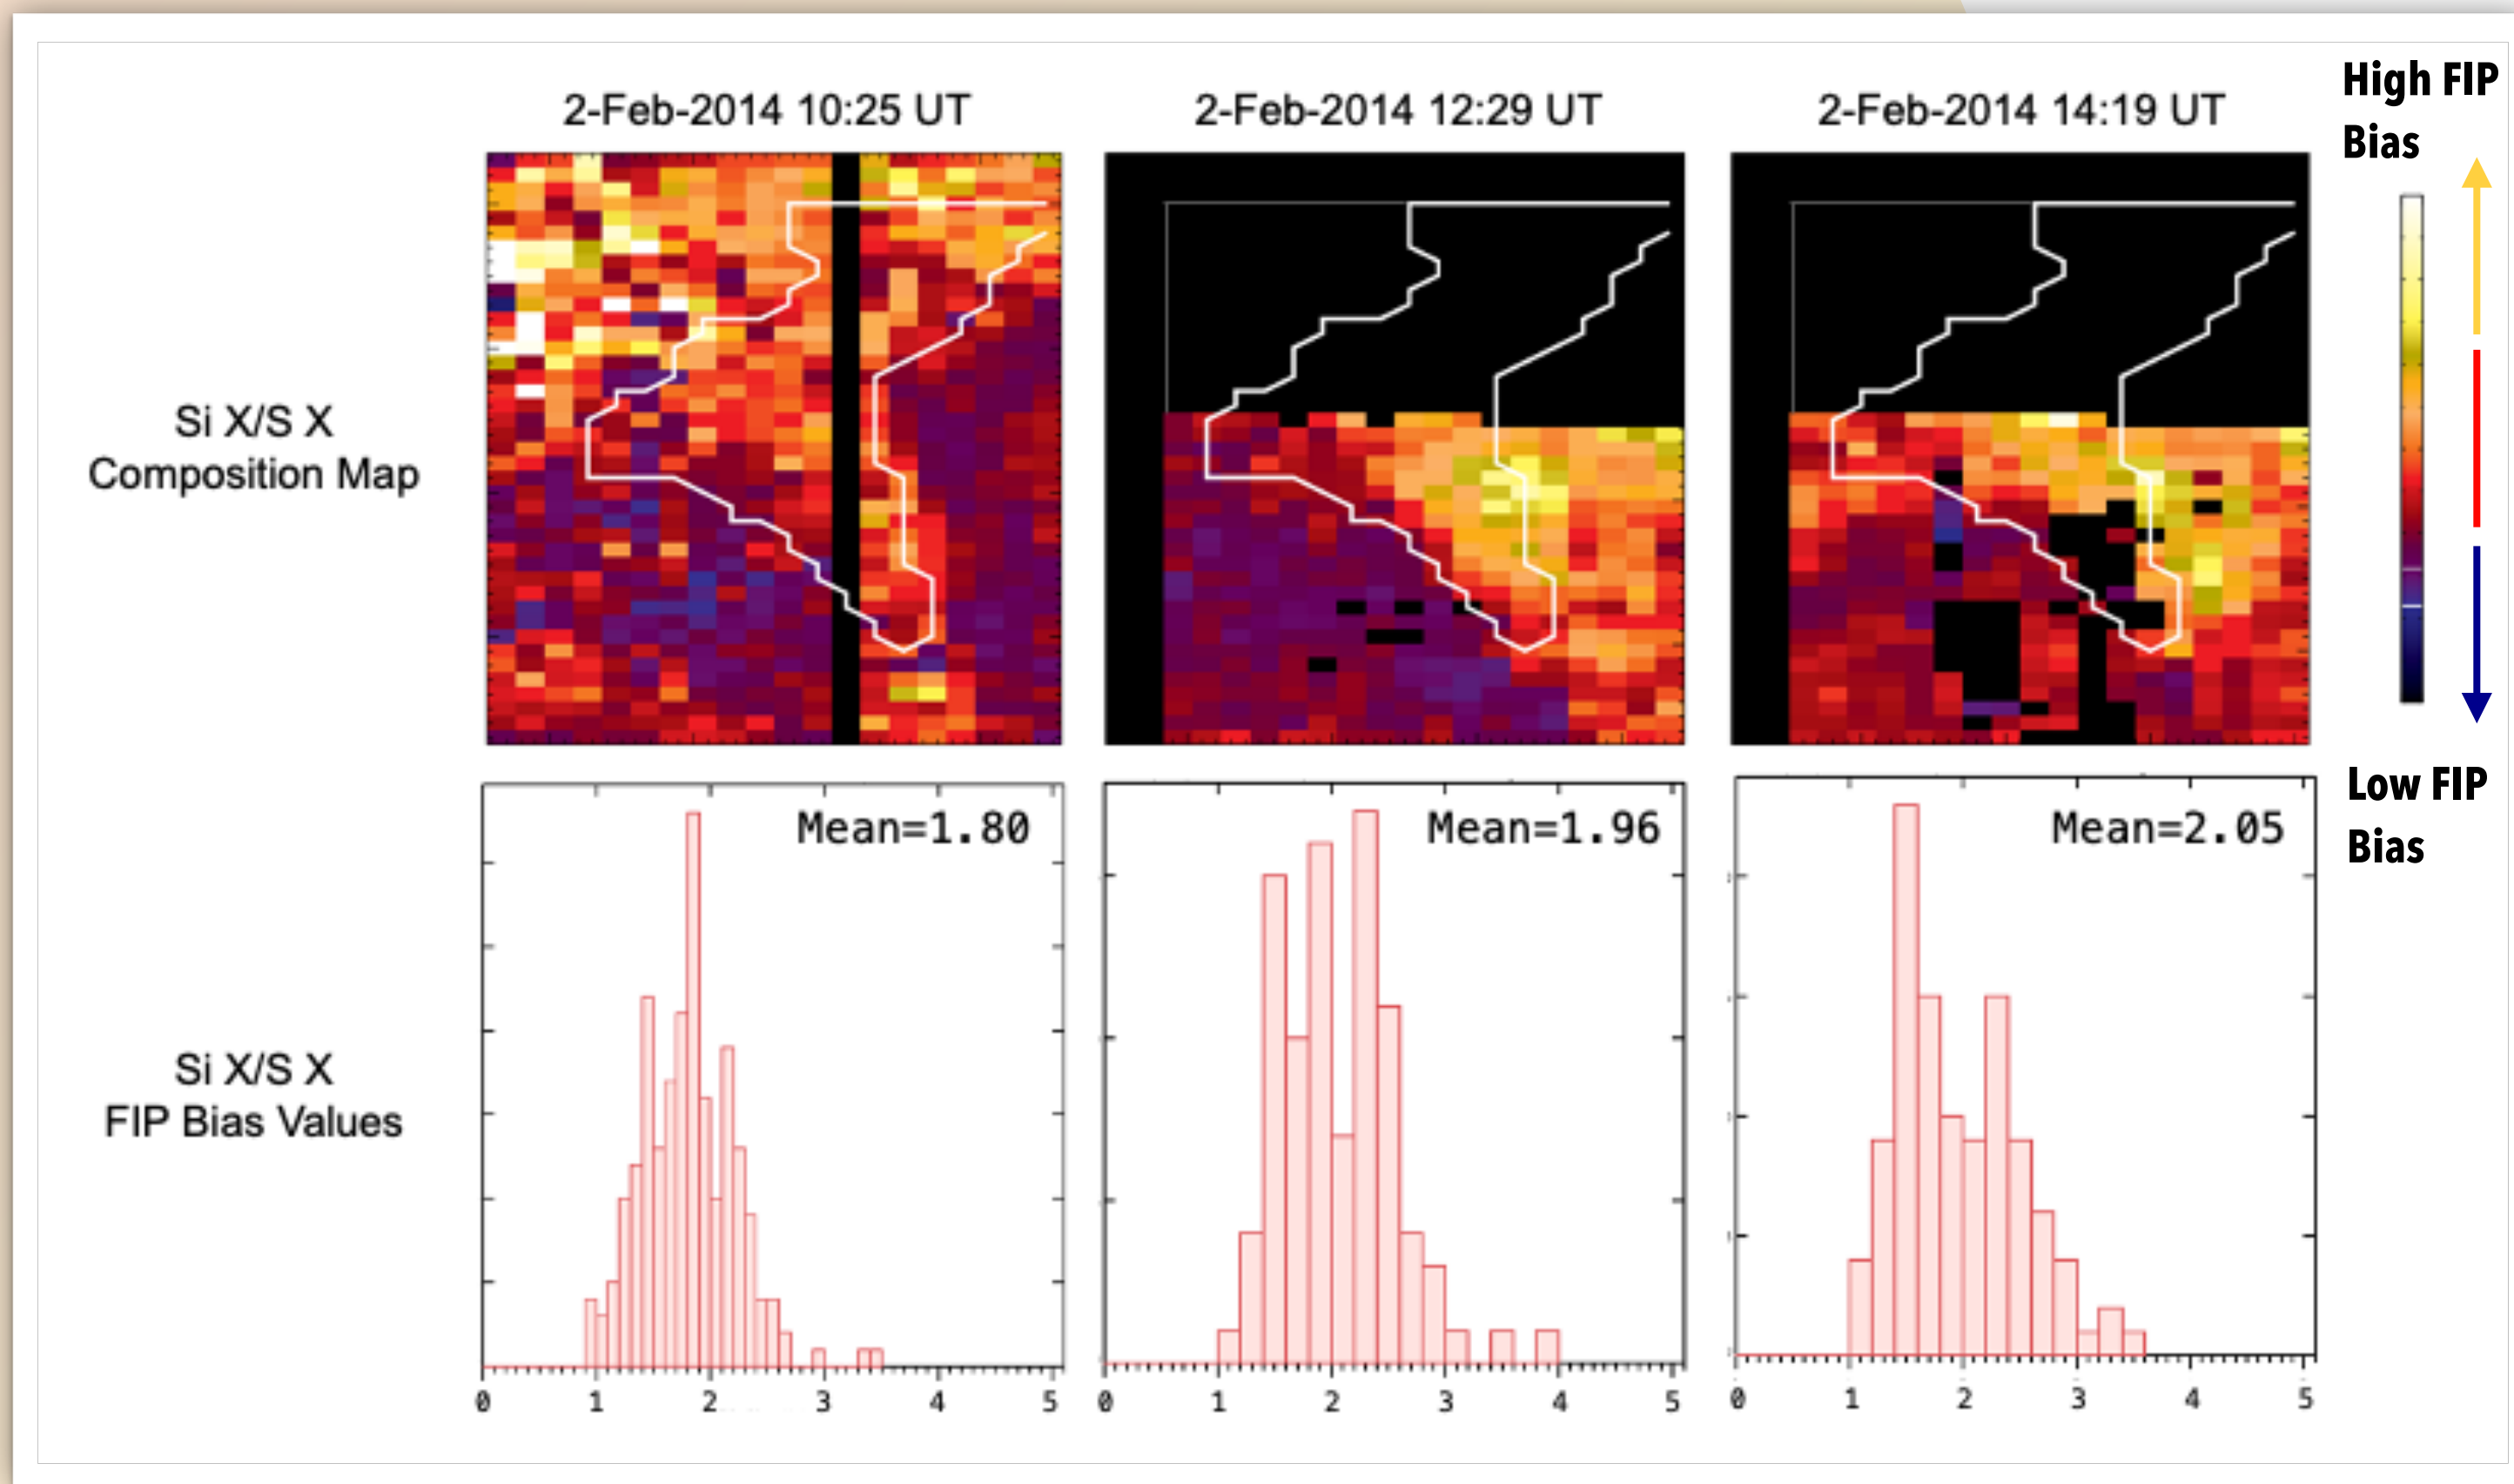 2-Feb-2014 10:25 UT
2-Feb-2014 12:29 UT
2-Feb-2014 14:19 UT
High FIP
Bias
Si X/S X
Composition Map
Low FIP
Bias
Mean=1.80
Mean=1.96
Mean=2.05
Si X/S X
FIP Bias Values
0 1 2 3 4 5
0 1 2 3 4 5
0 1 2 3 4 5